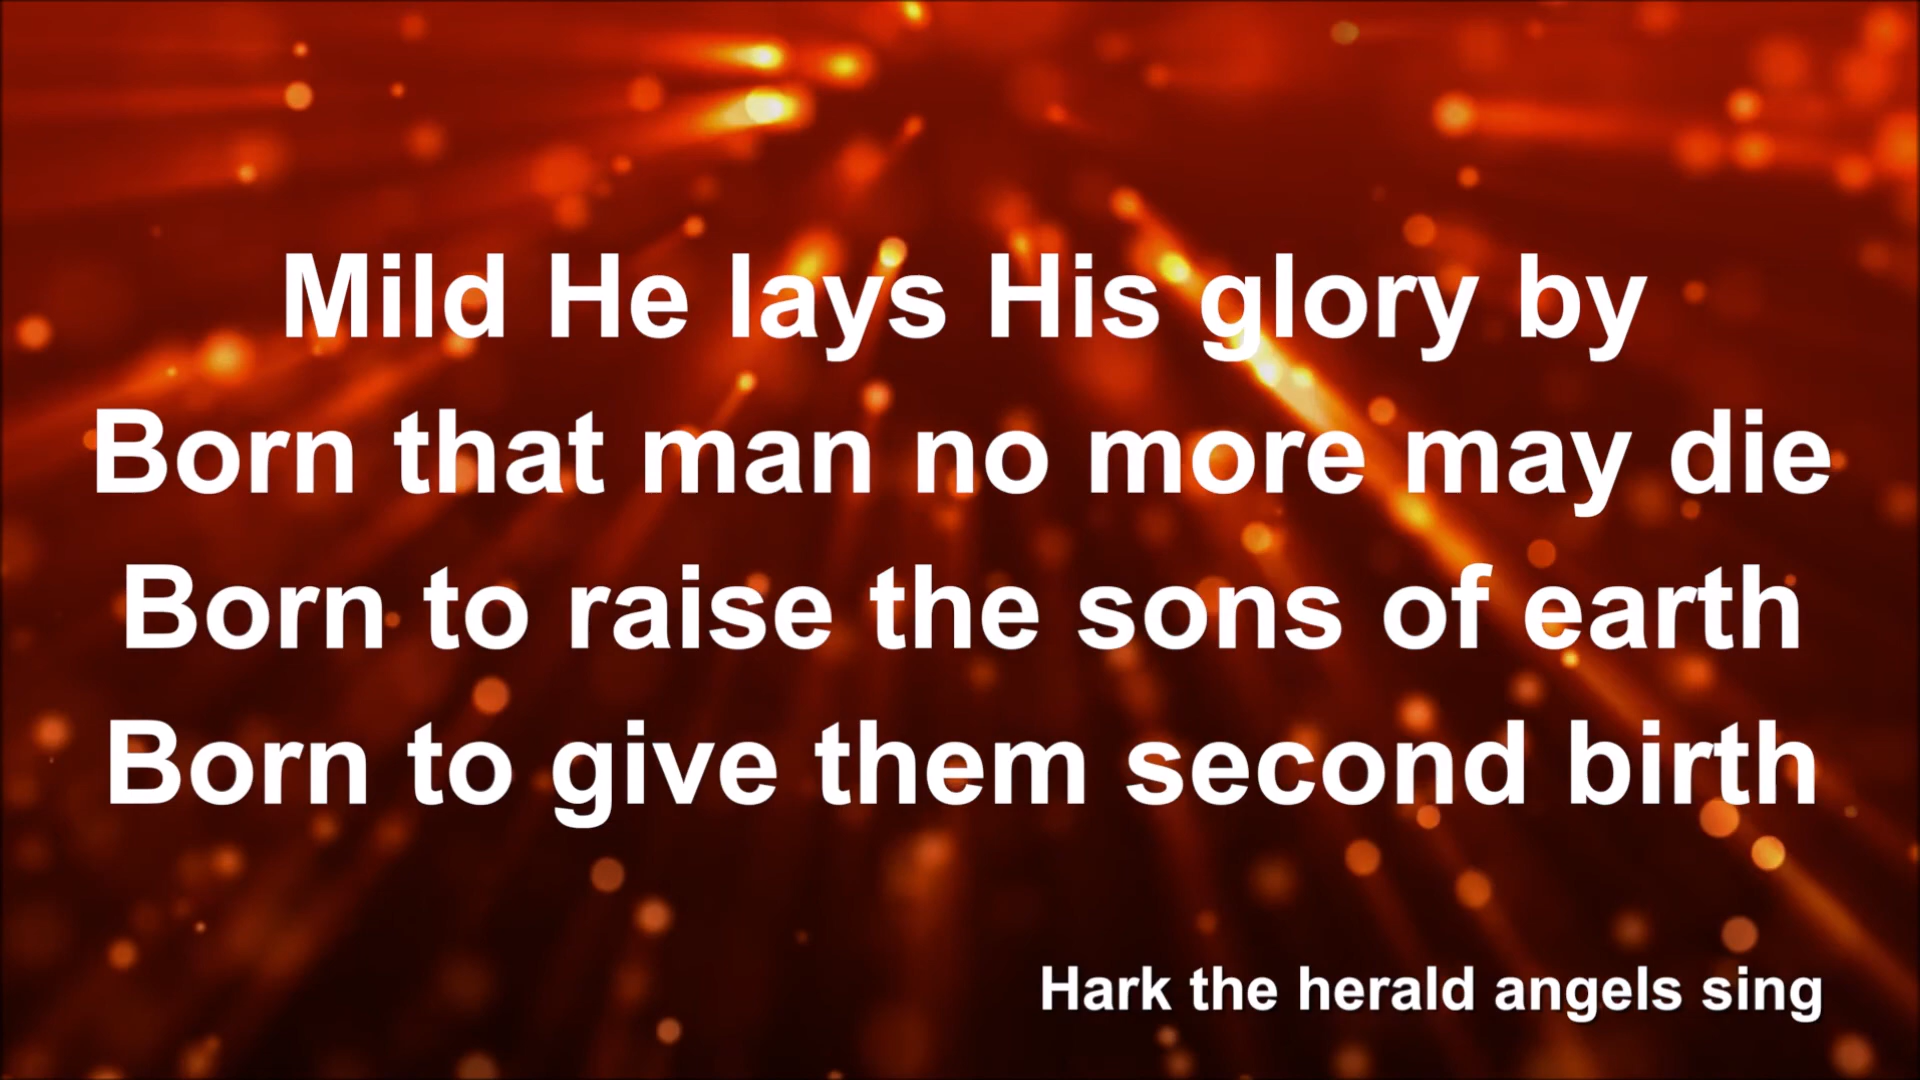 Mild He lays His glory by
Born that man no more may die
Born to raise the sons of earth
Born to give them second birth
Hark the herald angels sing